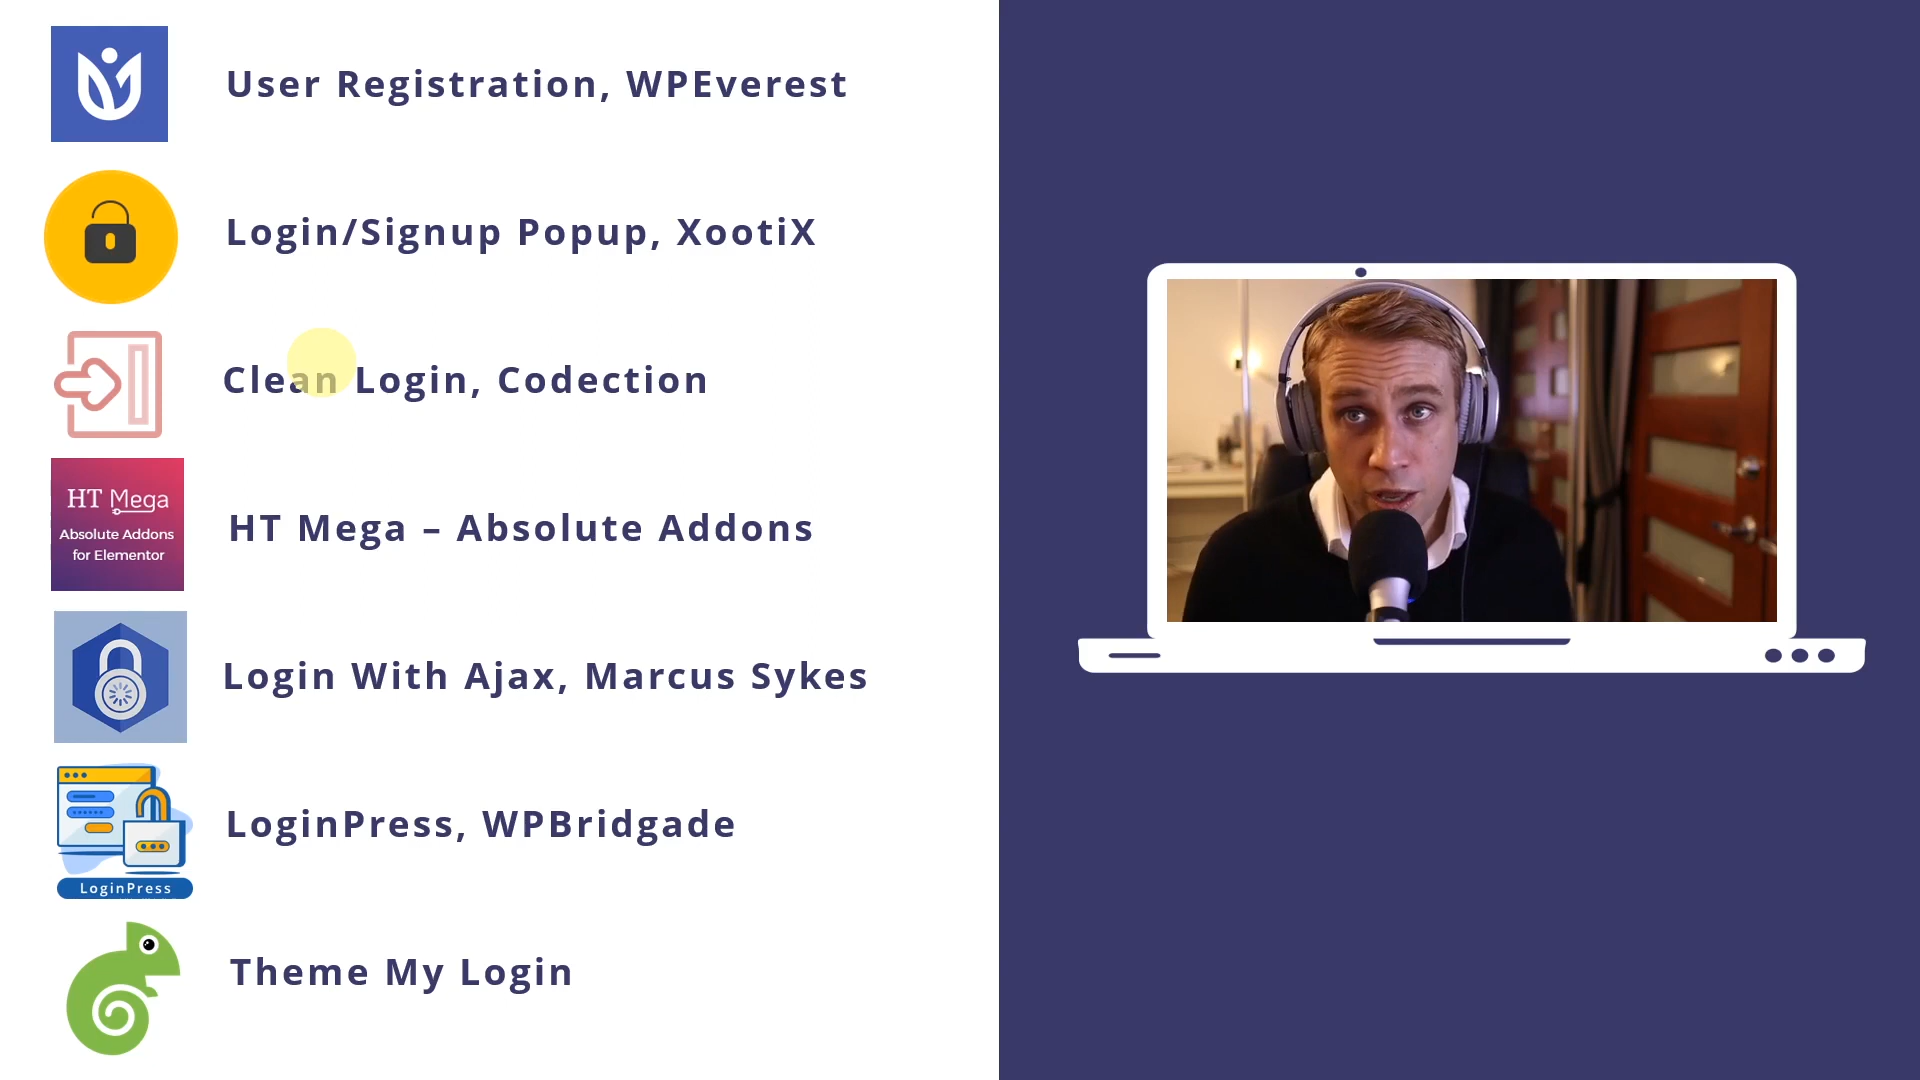 User Registration, WPEverest
Login/Signup Popup, XootiX
Clean Login, Codection
HT Mega
Absolute Addons
for Elementor
HT Mega – Absolute Addons
Login With Ajax, Marcus Sykes
LoginPress, WPBridgade
LoginPress
Theme My Login